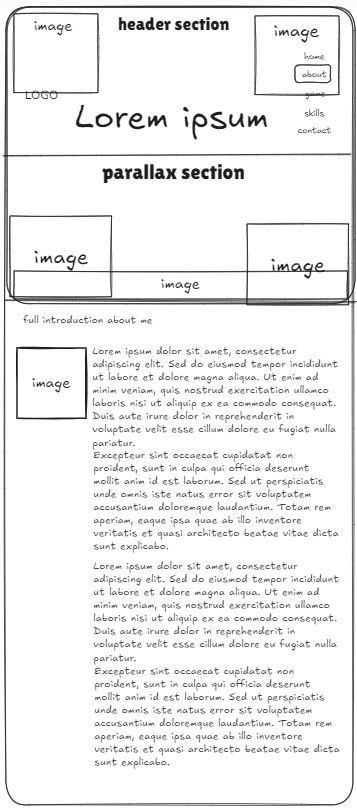 image
header section
image
home
about
game
skills
contact
LOGO
Lorem ipsum
parallax section
image
image
image
full introduction about me
image
Lorem ipsum dolor sit amet, consectetur
adipiscing elit. Sed do eiusmod tempor incididunt
ut labore et dolore magna aliqua. Ut enim ad
minim veniam, quis nostrud exercitation ullamco
laboris nisi ut aliquip ex ea commodo consequat.
Duis aute irure dolor in reprehenderit in
voluptate velit esse cillum dolore eu fugiat nulla
pariatur.
Excepteur sint occaecat cupidatat non
proident, sunt in culpa qui officia deserunt
mollit anim id est laborum. Sed ut perspiciatis
unde omnis iste natus error sit voluptatem
accusantium doloremque laudantium. Totam rem
aperiam, eaque ipsa quae ab illo inventore
veritatis et quasi architecto beatae vitae dicta
sunt explicabo.
Lorem ipsum dolor sit amet, consectetur
adipiscing elit. Sed do eiusmod tempor incididunt
ut labore et dolore magna aliqua. Ut enim ad
minim veniam, quis nostrud exercitation ullamco
laboris nisi ut aliquip ex ea commodo consequat.
Duis aute irure dolor in reprehenderit in
voluptate velit esse cillum dolore eu fugiat nulla
pariatur.
Excepteur sint occaecat cupidatat non
proident, sunt in culpa qui officia deserunt
mollit anim id est laborum. Sed ut perspiciatis
unde omnis iste natus error sit voluptatem
accusantium doloremque laudantium. Totam rem
aperiam, eaque ipsa quae ab illo inventore
veritatis et quasi architecto beatae vitae dicta
sunt explicabo.